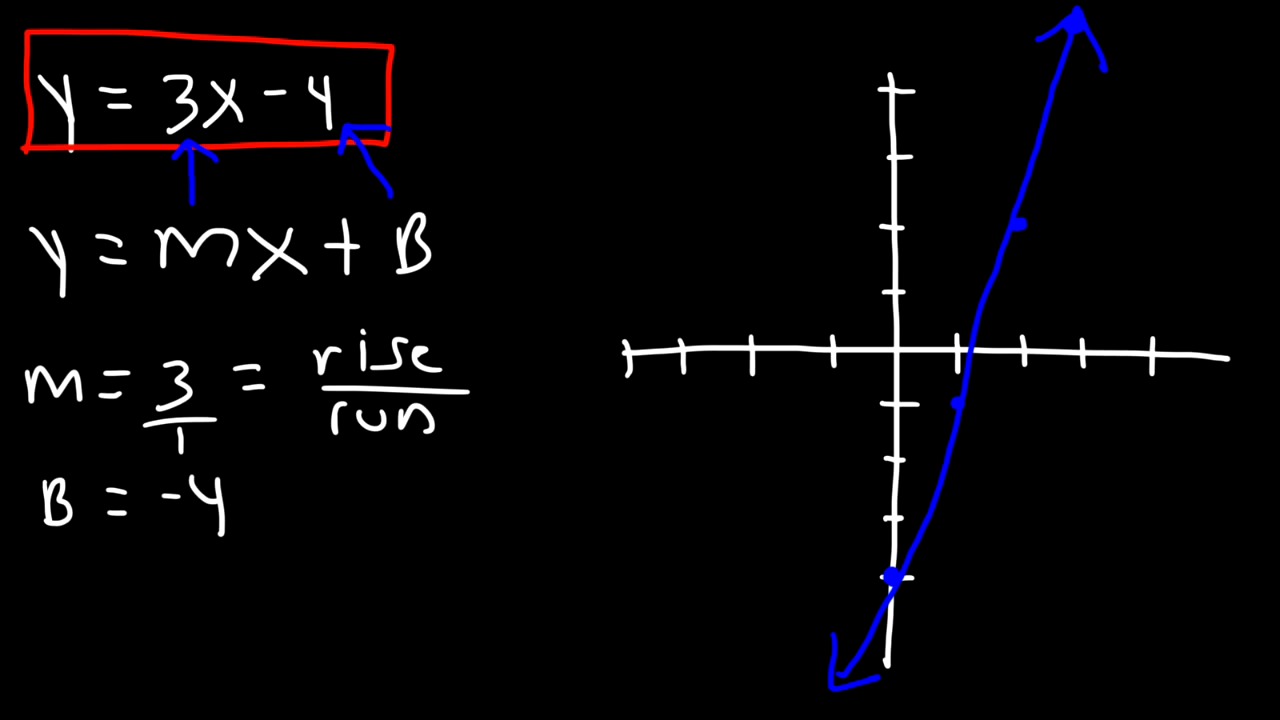 y = 3x - 4
y = mx + B
m = 3/1 = rise/run
B = -4